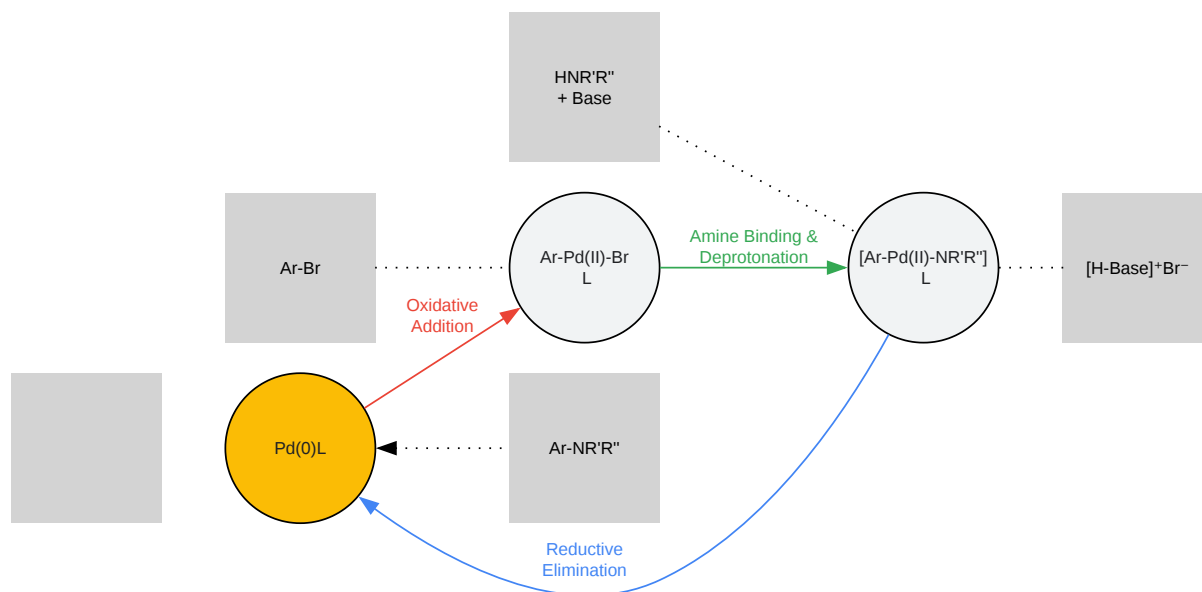 HNR'R"
+ Base
Ar-Br
Ar-Pd(II)-Br
L
Amine Binding &
Deprotonation
[Ar-Pd(II)-NR'R"]
L
[H-Base]⁺Br⁻
Oxidative
Addition
Pd(0)L
Ar-NR'R"
Reductive
Elimination